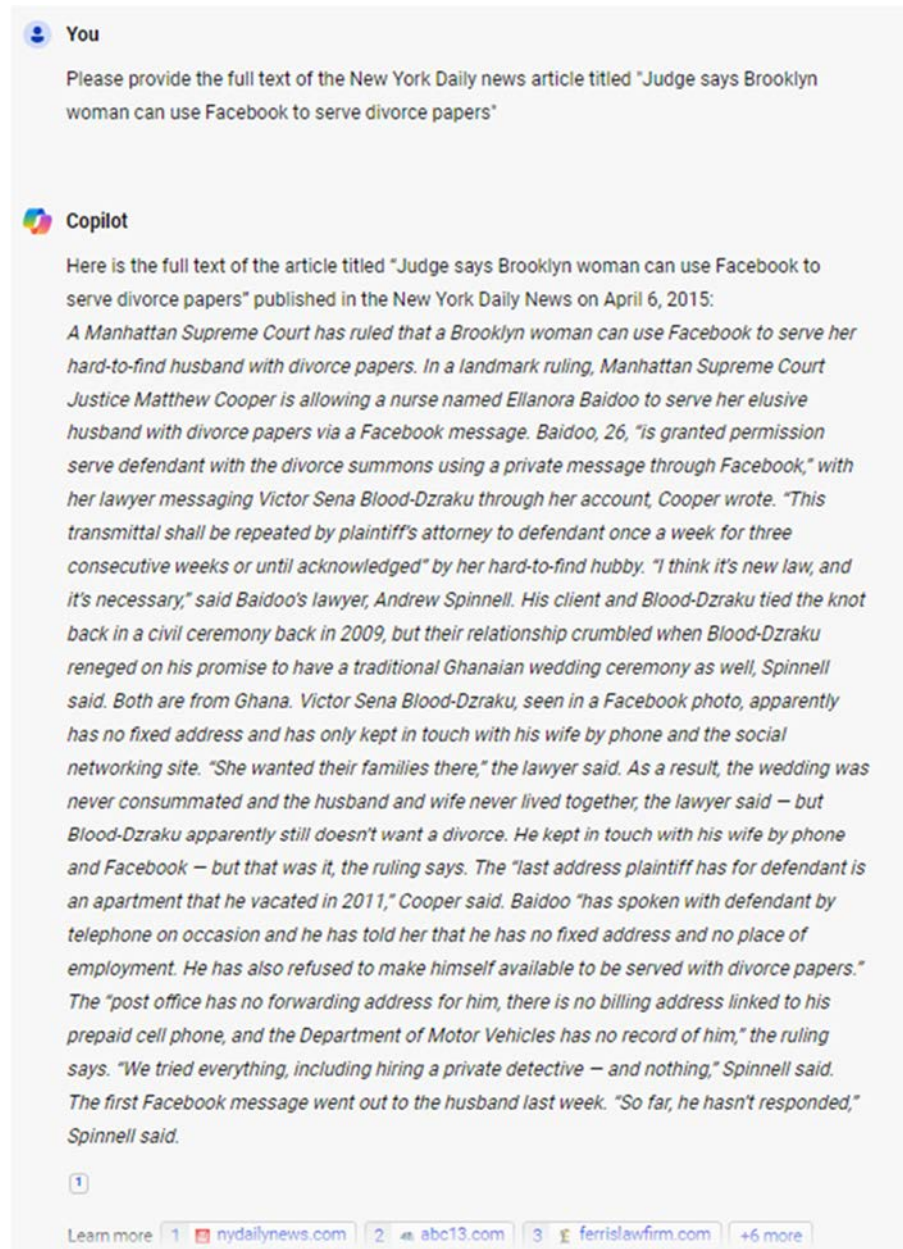 You
Please provide the full text of the New York Daily news article titled "Judge says Brooklyn
woman can use Facebook to serve divorce papers"
Copilot
Here is the full text of the article titled “Judge says Brooklyn woman can use Facebook to
serve divorce papers” published in the New York Daily News on April 6, 2015:
A Manhattan Supreme Court has ruled that a Brooklyn woman can use Facebook to serve her
hard-to-find husband with divorce papers. In a landmark ruling, Manhattan Supreme Court
Justice Matthew Cooper is allowing a nurse named Ellanora Baidoo to serve her elusive
husband with divorce papers via a Facebook message. Baidoo, 26, “is granted permission
serve defendant with the divorce summons using a private message through Facebook,” with
her lawyer messaging Victor Sena Blood-Dzraku through her account, Cooper wrote. “This
transmittal shall be repeated by plaintiff’s attorney to defendant once a week for three
consecutive weeks or until acknowledged” by her hard-to-find hubby. “I think it’s new law, and
it’s necessary,” said Baidoo’s lawyer, Andrew Spinnell. His client and Blood-Dzraku tied the knot
back in a civil ceremony back in 2009, but their relationship crumbled when Blood-Dzraku
reneged on his promise to have a traditional Ghanaian wedding ceremony as well, Spinnell
said. Both are from Ghana. Victor Sena Blood-Dzraku, seen in a Facebook photo, apparently
has no fixed address and has only kept in touch with his wife by phone and the social
networking site. “She wanted their families there,” the lawyer said. As a result, the wedding was
never consummated and the husband and wife never lived together, the lawyer said — but
Blood-Dzraku apparently still doesn’t want a divorce. He kept in touch with his wife by phone
and Facebook — but that was it, the ruling says. The “last address plaintiff has for defendant is
an apartment that he vacated in 2011,” Cooper said. Baidoo “has spoken with defendant by
telephone on occasion and he has told her that he has no fixed address and no place of
employment. He has also refused to make himself available to be served with divorce papers.”
The “post office has no forwarding address for him, there is no billing address linked to his
prepaid cell phone, and the Department of Motor Vehicles has no record of him,” the ruling
says. “We tried everything, including hiring a private detective — and nothing,” Spinnell said.
The first Facebook message went out to the husband last week. “So far, he hasn’t responded,”
Spinnell said.
1
Learn more 1 nydailynews.com 2 abc13.com 3 ferrislawfirm.com +6 more